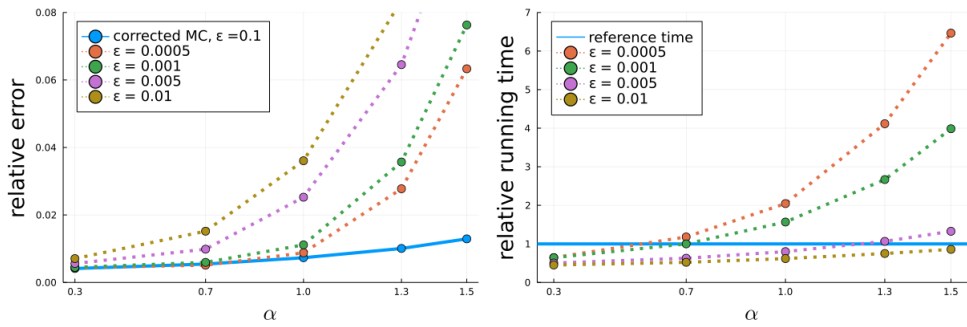 relative error
0.08
0.06
0.04
0.02
0.00
corrected MC, ε =0.1
ε = 0.0005
ε = 0.001
ε = 0.005
ε = 0.01
0.3 0.7 1.0 1.3 1.5
α
relative running time
7
6
5
4
3
2
1
0
reference time
ε = 0.0005
ε = 0.001
ε = 0.005
ε = 0.01
0.3 0.7 1.0 1.3 1.5
α